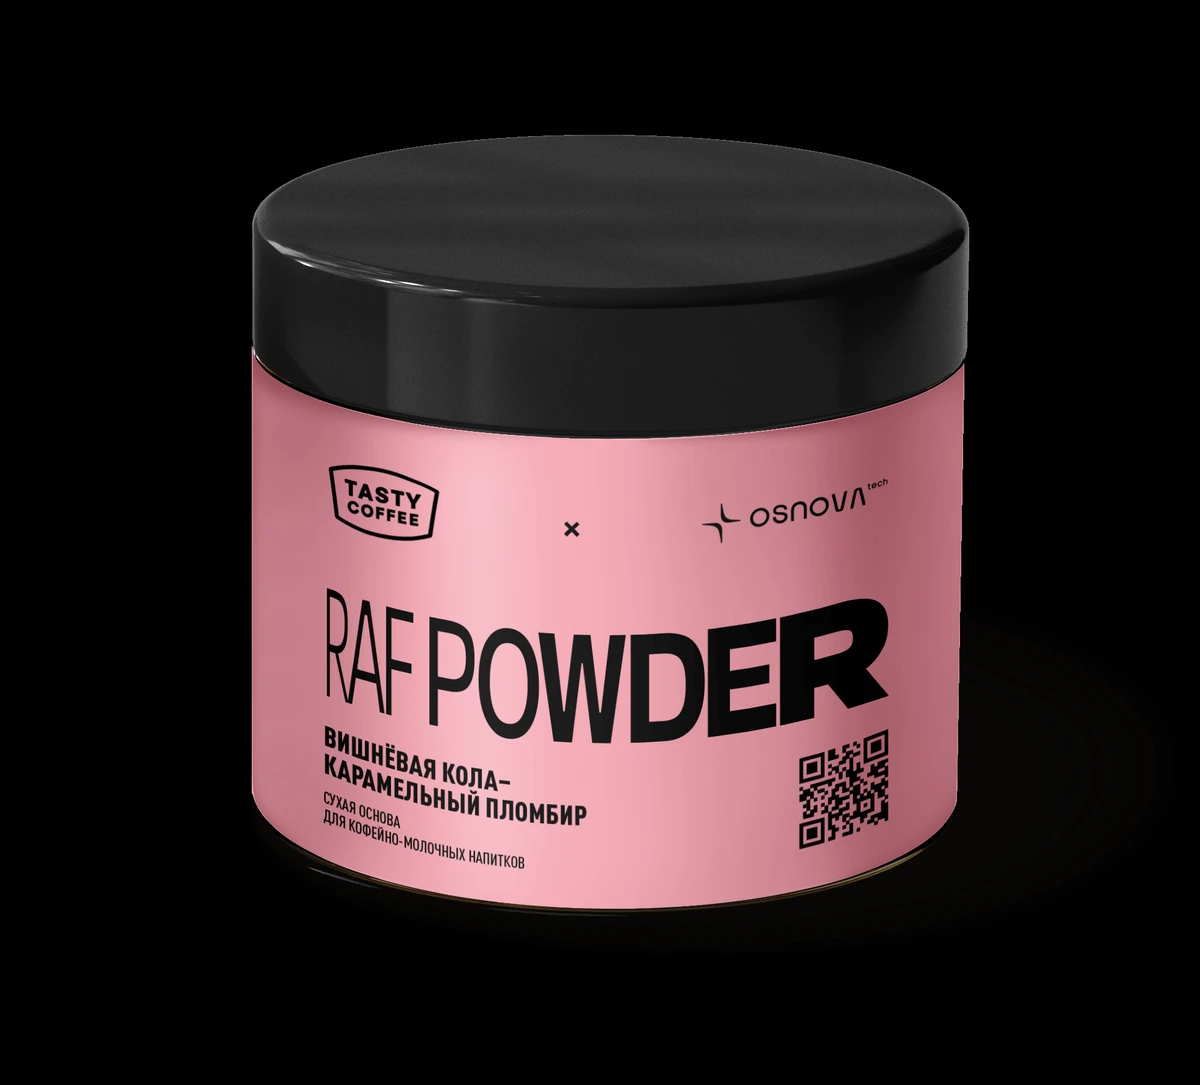 TASTY
COFFEE
×
OSNOVA tech
RAF POWDER
ВИШНЁВАЯ КОЛА–
КАРАМЕЛЬНЫЙ ПЛОМБИР
СУХАЯ ОСНОВА
ДЛЯ КОФЕЙНО-МОЛОЧНЫХ НАПИТКОВ